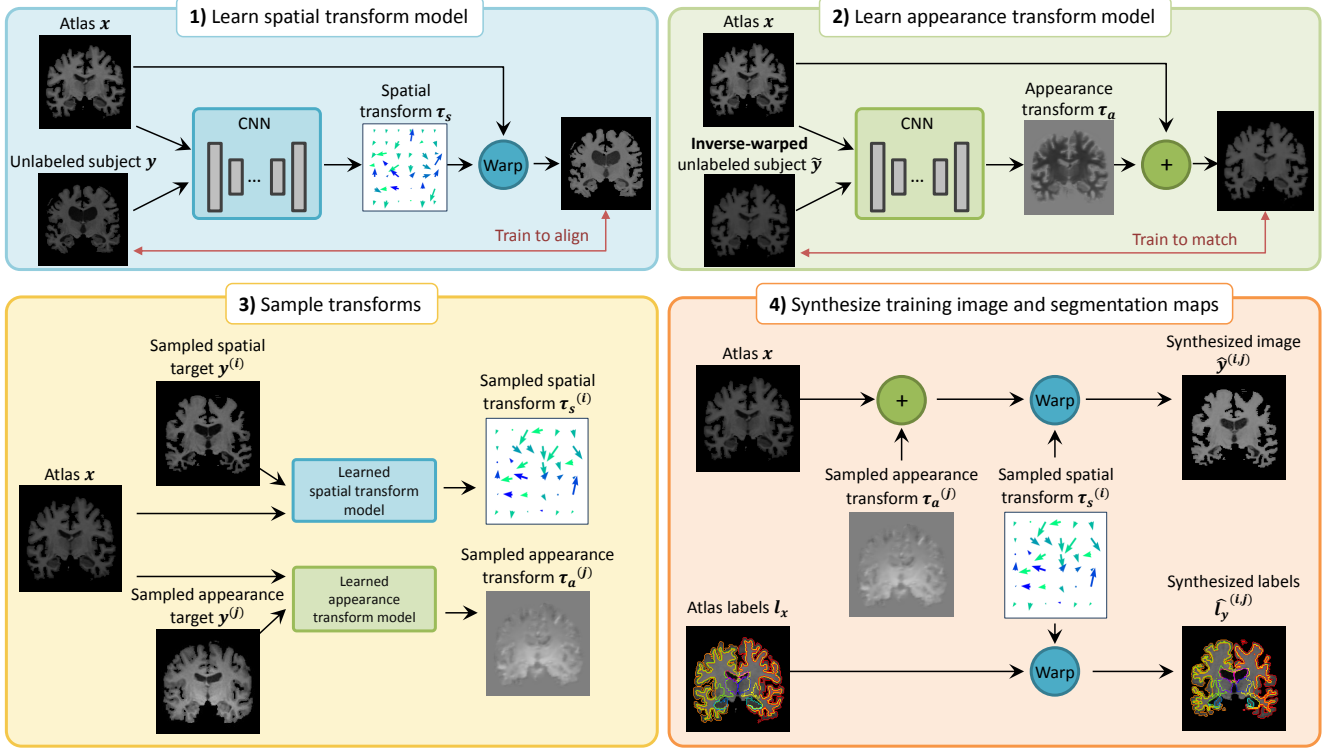 1) Learn spatial transform model
Atlas x
Spatial
transform τs
CNN
...
Warp
Unlabeled subject y
Train to align
2) Learn appearance transform model
Atlas x
Appearance
transform τa
CNN
...
+
Inverse-warped
unlabeled subject ỹ
Train to match
3) Sample transforms
Sampled spatial
target y(i)
Sampled spatial
transform τs(i)
Atlas x
Learned
spatial transform
model
Sampled appearance
transform τa(j)
Learned
appearance
transform model
Sampled appearance
target y(j)
4) Synthesize training image and segmentation maps
Atlas x
Synthesized image
ŷ(i,j)
+
Warp
Sampled appearance
transform τa(j)
Sampled spatial
transform τs(i)
Atlas labels lx
Synthesized labels
l̂y(i,j)
Warp